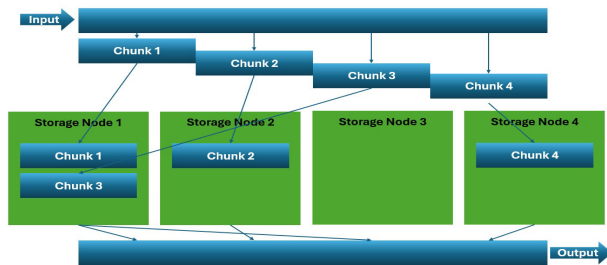 Input
Chunk 1
Chunk 2
Chunk 3
Chunk 4
Storage Node 1
Storage Node 2
Storage Node 3
Storage Node 4
Chunk 1
Chunk 2
Chunk 4
Chunk 3
Output